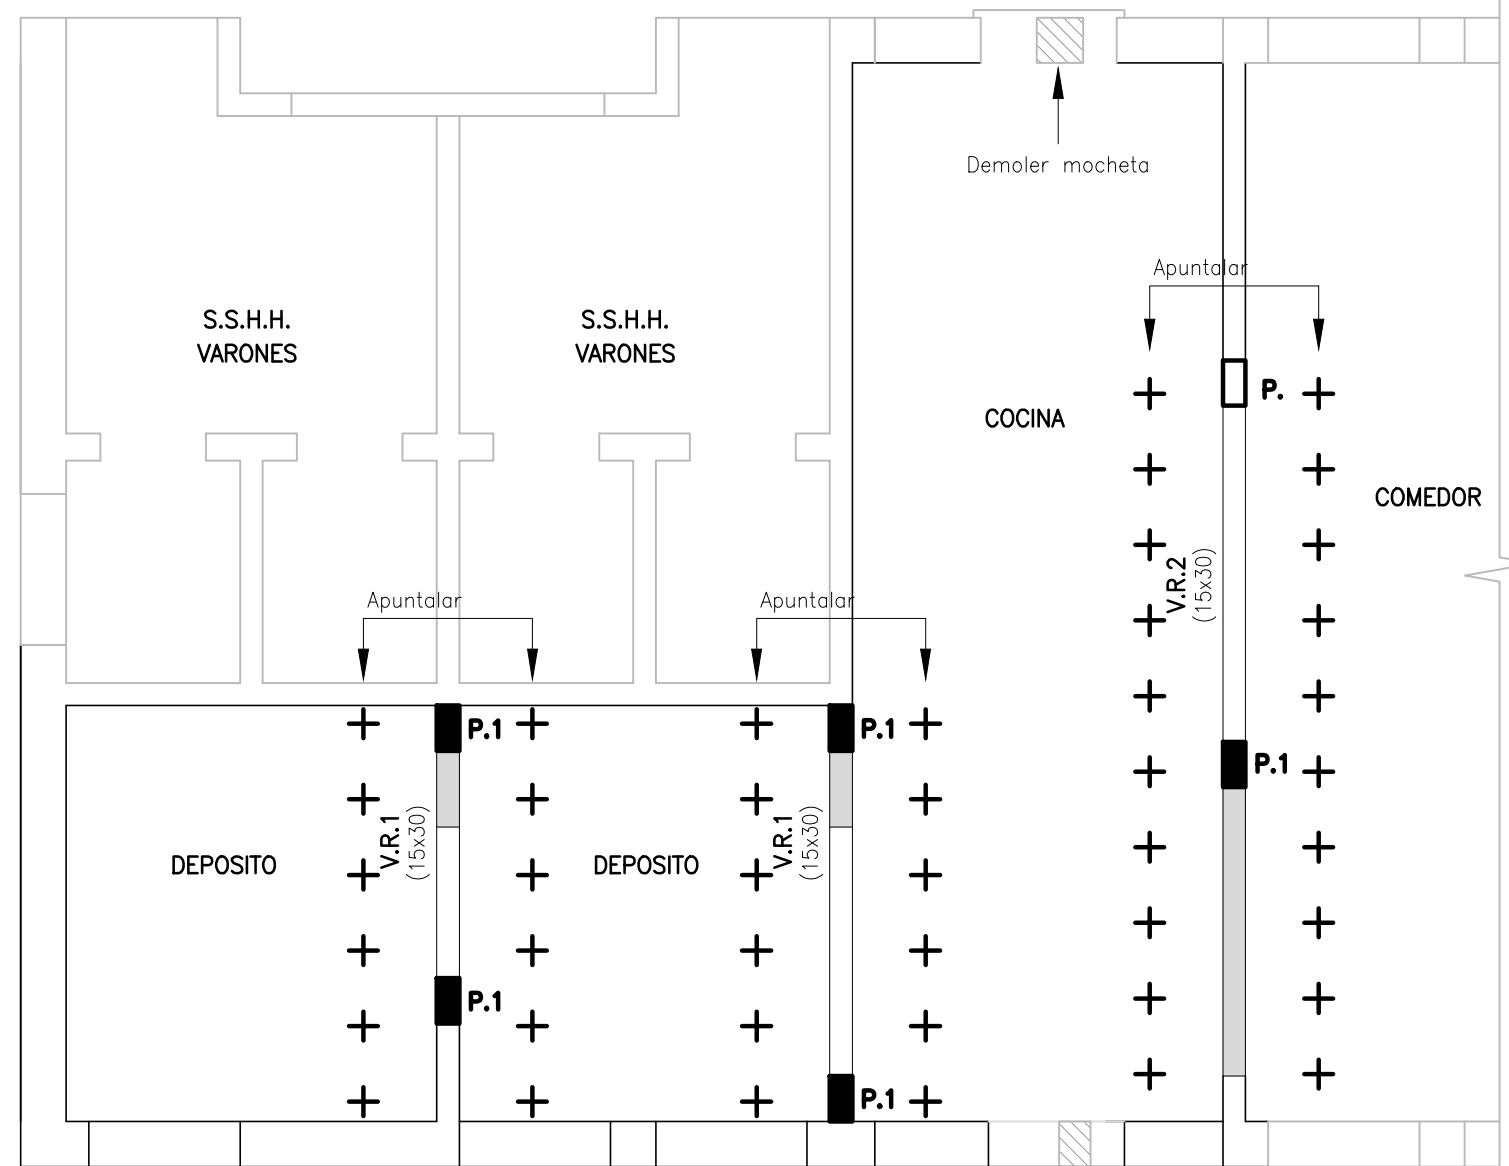 Demoler mocheta
Apuntalar
S.S.H.H.
VARONES
S.S.H.H.
VARONES
P.
COCINA
COMEDOR
V.R.2
(15x30)
Apuntalar
Apuntalar
P.1
P.1
P.1
V.R.1
(15x30)
V.R.1
(15x30)
DEPOSITO
DEPOSITO
P.1
P.1